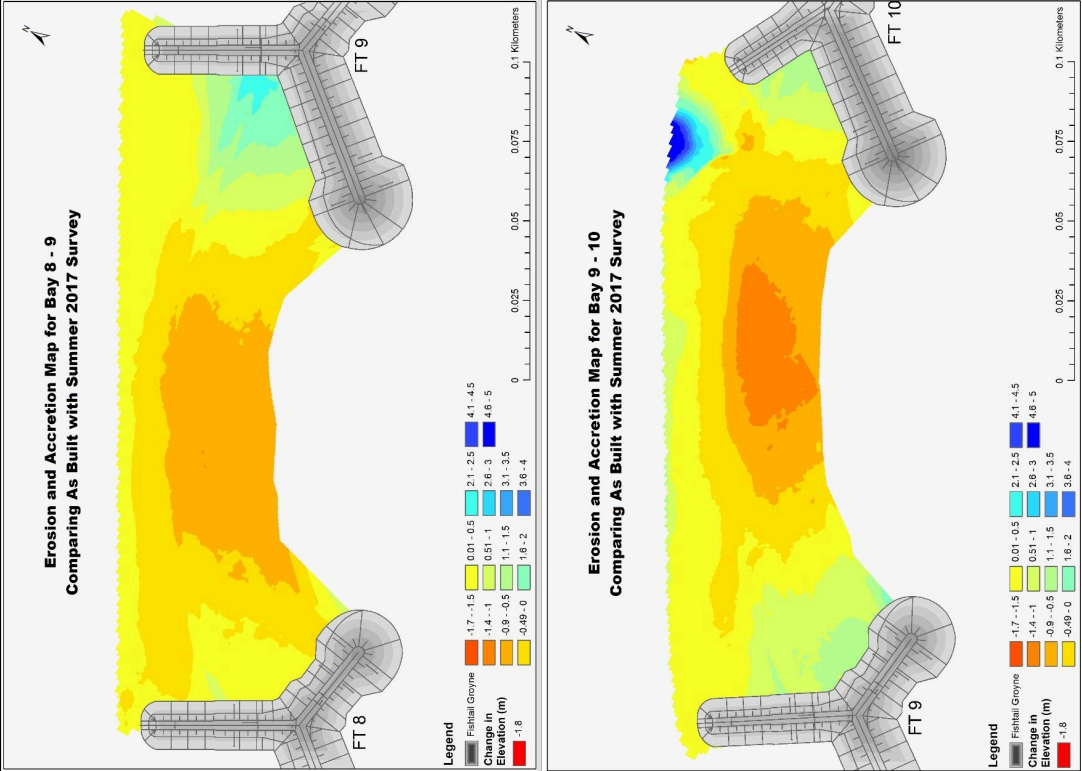 Erosion and Accretion Map for Bay 8 - 9
Comparing As Built with Summer 2017 Survey
N
FT 8
FT 9
Legend
Fishtail Groyne
Change in
Elevation (m)
-1.8
-1.7 - -1.5
-1.4 - -1
-0.9 - -0.5
-0.49 - 0
0.01 - 0.5
0.51 - 1
1.1 - 1.5
1.6 - 2
2.1 - 2.5
2.6 - 3
3.1 - 3.5
3.6 - 4
4.1 - 4.5
4.6 - 5
0 0.025 0.05 0.075 0.1 Kilometers
Erosion and Accretion Map for Bay 9 - 10
Comparing As Built with Summer 2017 Survey
N
FT 9
FT 10
Legend
Fishtail Groyne
Change in
Elevation (m)
-1.8
-1.7 - -1.5
-1.4 - -1
-0.9 - -0.5
-0.49 - 0
0.01 - 0.5
0.51 - 1
1.1 - 1.5
1.6 - 2
2.1 - 2.5
2.6 - 3
3.1 - 3.5
3.6 - 4
4.1 - 4.5
4.6 - 5
0 0.025 0.05 0.075 0.1 Kilometers